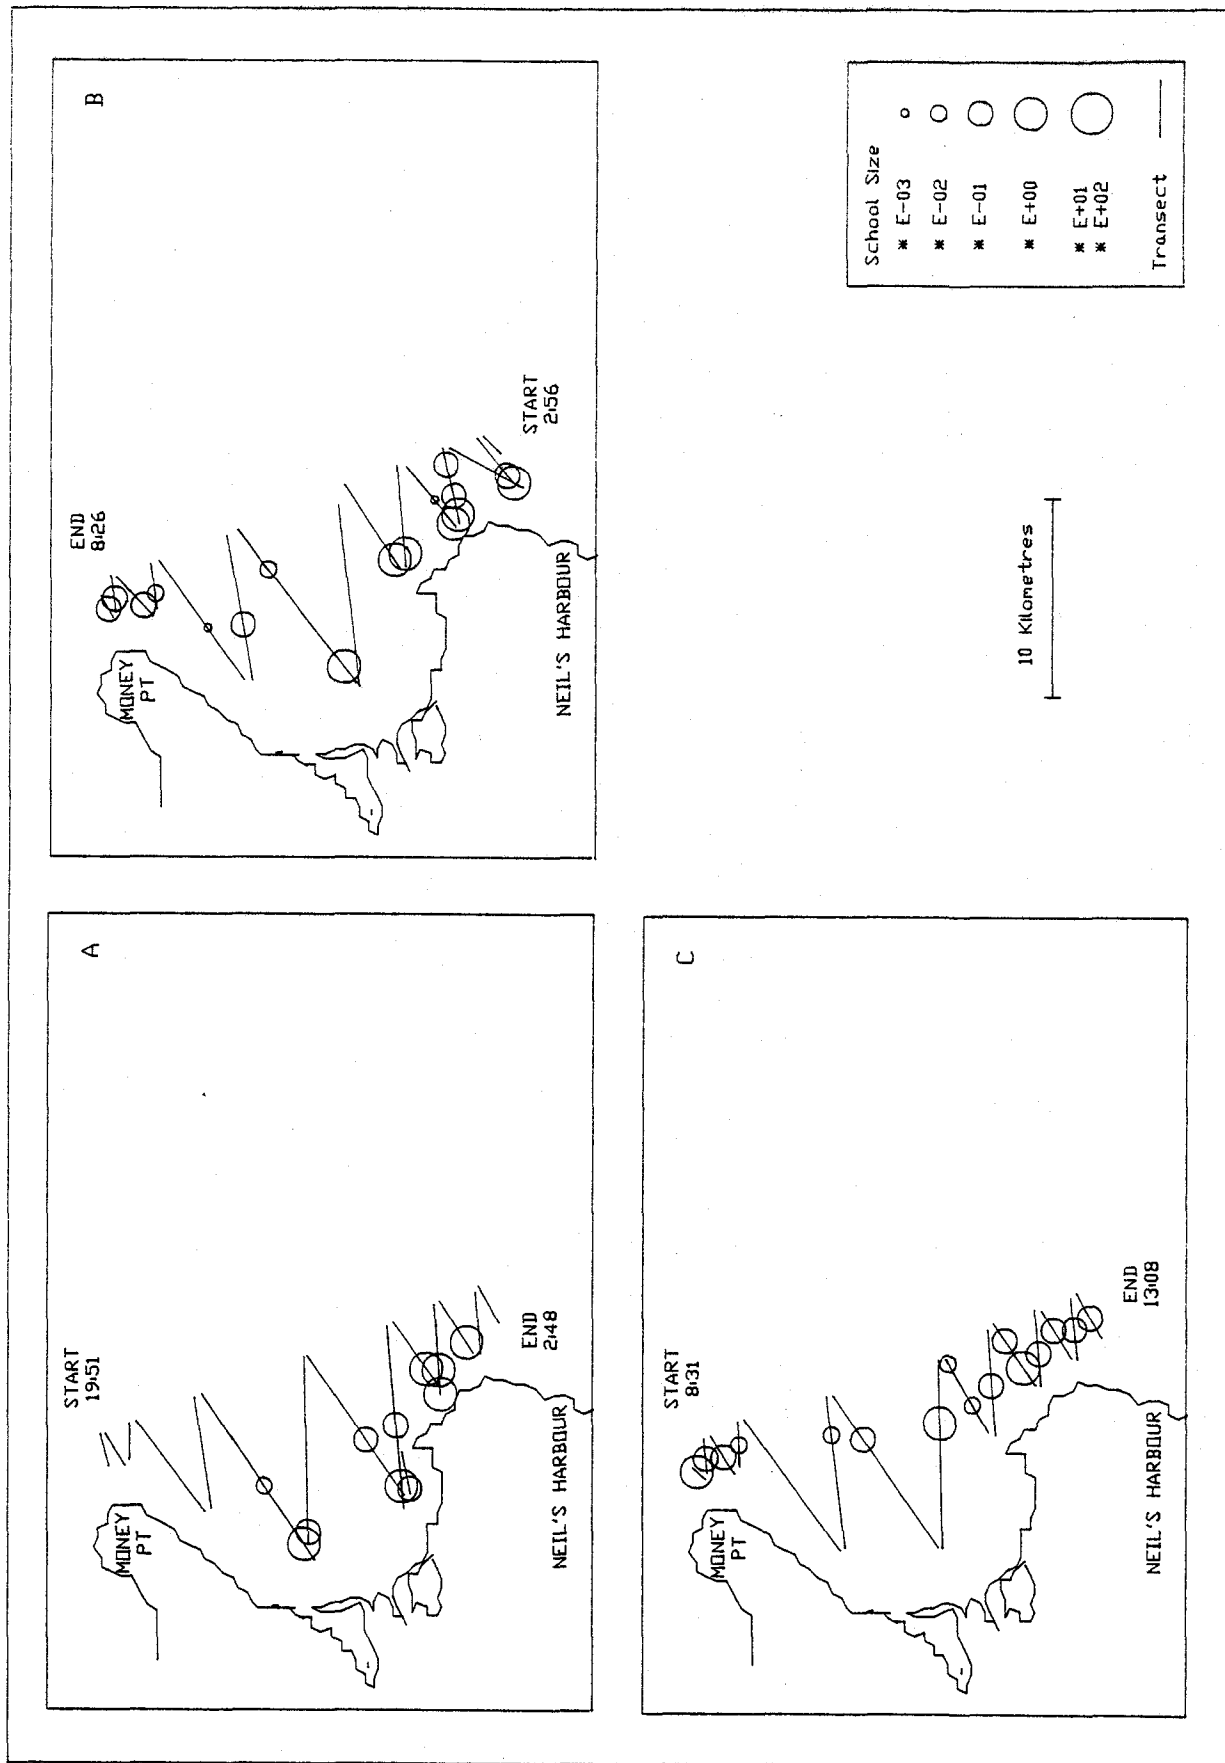 A
START
19:51
MONEY
PT
END
2:48
NEIL'S HARBOUR
B
END
8:26
MONEY
PT
START
2:56
NEIL'S HARBOUR
C
START
8:31
MONEY
PT
END
13:08
NEIL'S HARBOUR
10 Kilometres
School Size
* E-03
* E-02
* E-01
* E+00
* E+01
* E+02
Transect